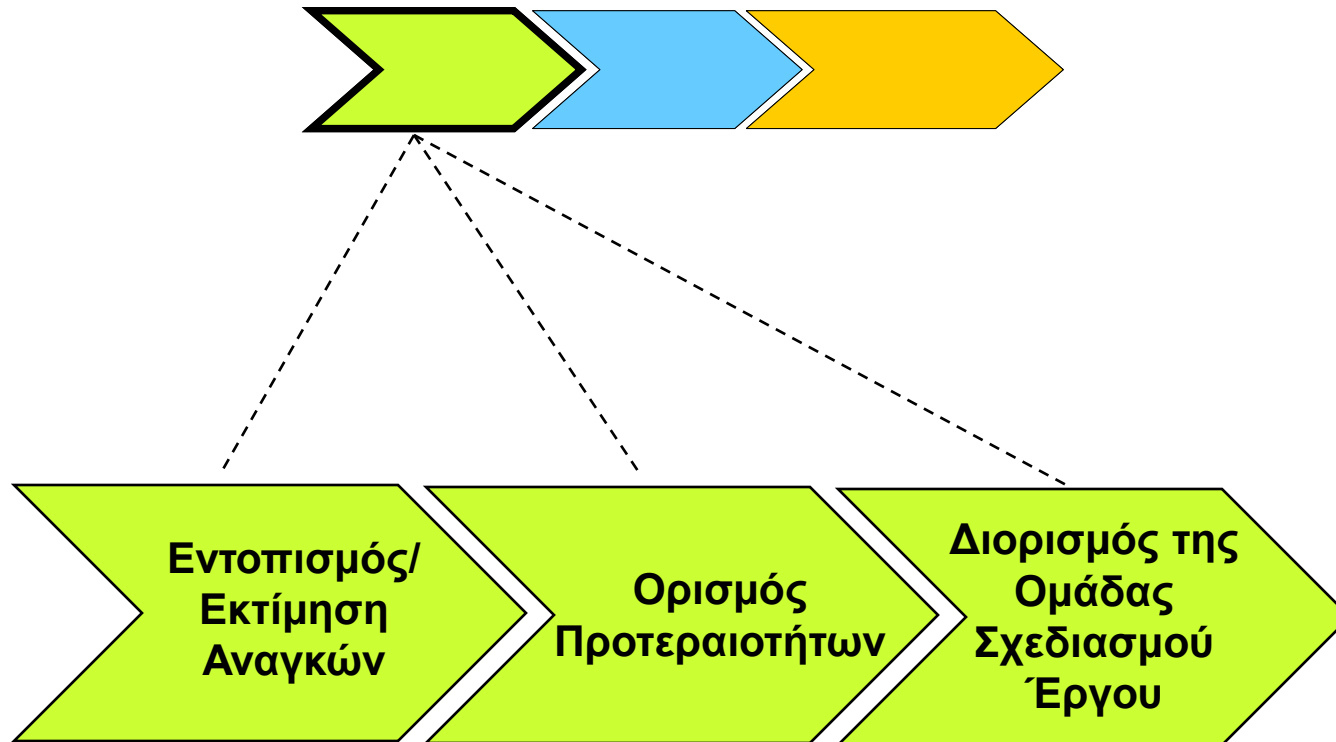 Εντοπισμός/
Εκτίμηση
Αναγκών
Ορισμός
Προτεραιοτήτων
Διορισμός της
Ομάδας
Σχεδιασμού
Έργου